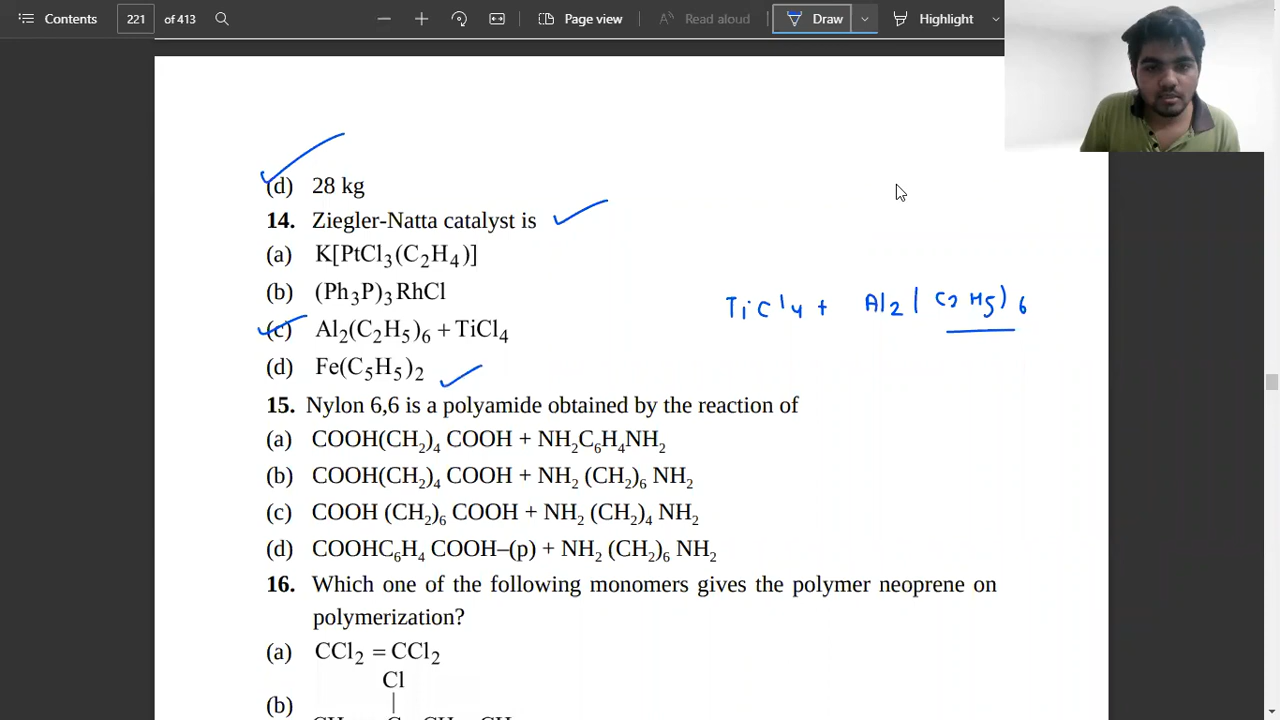 Contents 221 of 413 Page view Read aloud Draw Highlight
(d) 28 kg
14. Ziegler-Natta catalyst is
(a) K[PtCl3(C2H4)]
(b) (Ph3P)3RhCl
TiCl4 + Al2(C2H5)6
(c) Al2(C2H5)6 + TiCl4
(d) Fe(C5H5)2
15. Nylon 6,6 is a polyamide obtained by the reaction of
(a) COOH(CH2)4 COOH + NH2C6H4NH2
(b) COOH(CH2)4 COOH + NH2 (CH2)6 NH2
(c) COOH (CH2)6 COOH + NH2 (CH2)4 NH2
(d) COOHC6H4 COOH–(p) + NH2 (CH2)6 NH2
16. Which one of the following monomers gives the polymer neoprene on
polymerization?
(a) CCl2 = CCl2
Cl
(b)